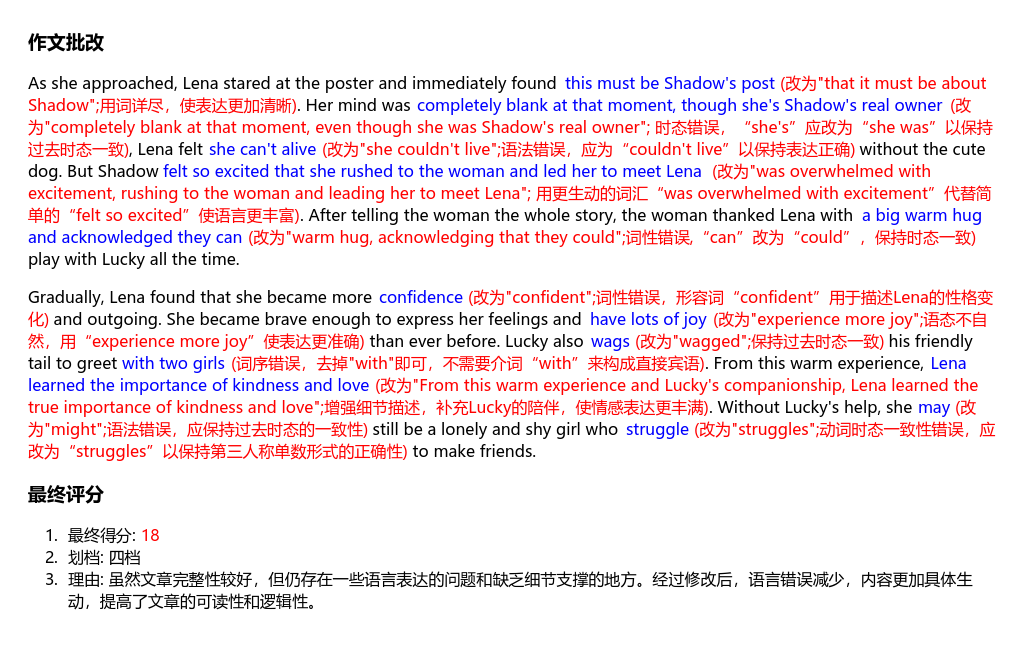 作文批改
As she approached, Lena stared at the poster and immediately found this must be Shadow's post (改为"that it must be about
Shadow";用词详尽，使表达更加清晰). Her mind was completely blank at that moment, though she's Shadow's real owner (改
为"completely blank at that moment, even though she was Shadow's real owner"; 时态错误，“she's”应改为“she was”以保持
过去时态一致), Lena felt she can't alive (改为"she couldn't live";语法错误，应为“couldn't live”以保持表达正确) without the cute
dog. But Shadow felt so excited that she rushed to the woman and led her to meet Lena (改为"was overwhelmed with
excitement, rushing to the woman and leading her to meet Lena"; 用更生动的词汇“was overwhelmed with excitement”代替简
单的“felt so excited”使语言更丰富). After telling the woman the whole story, the woman thanked Lena with a big warm hug
and acknowledged they can (改为"warm hug, acknowledging that they could";词性错误,“can”改为“could”，保持时态一致)
play with Lucky all the time.
Gradually, Lena found that she became more confidence (改为"confident";词性错误，形容词“confident”用于描述Lena的性格变
化) and outgoing. She became brave enough to express her feelings and have lots of joy (改为"experience more joy";语态不自
然，用“experience more joy”使表达更准确) than ever before. Lucky also wags (改为"wagged";保持过去时态一致) his friendly
tail to greet with two girls (词序错误，去掉"with"即可，不需要介词“with”来构成直接宾语). From this warm experience, Lena
learned the importance of kindness and love (改为"From this warm experience and Lucky's companionship, Lena learned the
true importance of kindness and love";增强细节描述，补充Lucky的陪伴，使情感表达更丰满). Without Lucky's help, she may (改
为"might";语法错误，应保持过去时态的一致性) still be a lonely and shy girl who struggle (改为"struggles";动词时态一致性错误，应
改为“struggles”以保持第三人称单数形式的正确性) to make friends.
最终评分
1. 最终得分: 18
2. 划档: 四档
3. 理由: 虽然文章完整性较好，但仍存在一些语言表达的问题和缺乏细节支撑的地方。经过修改后，语言错误减少，内容更加具体生
动，提高了文章的可读性和逻辑性。